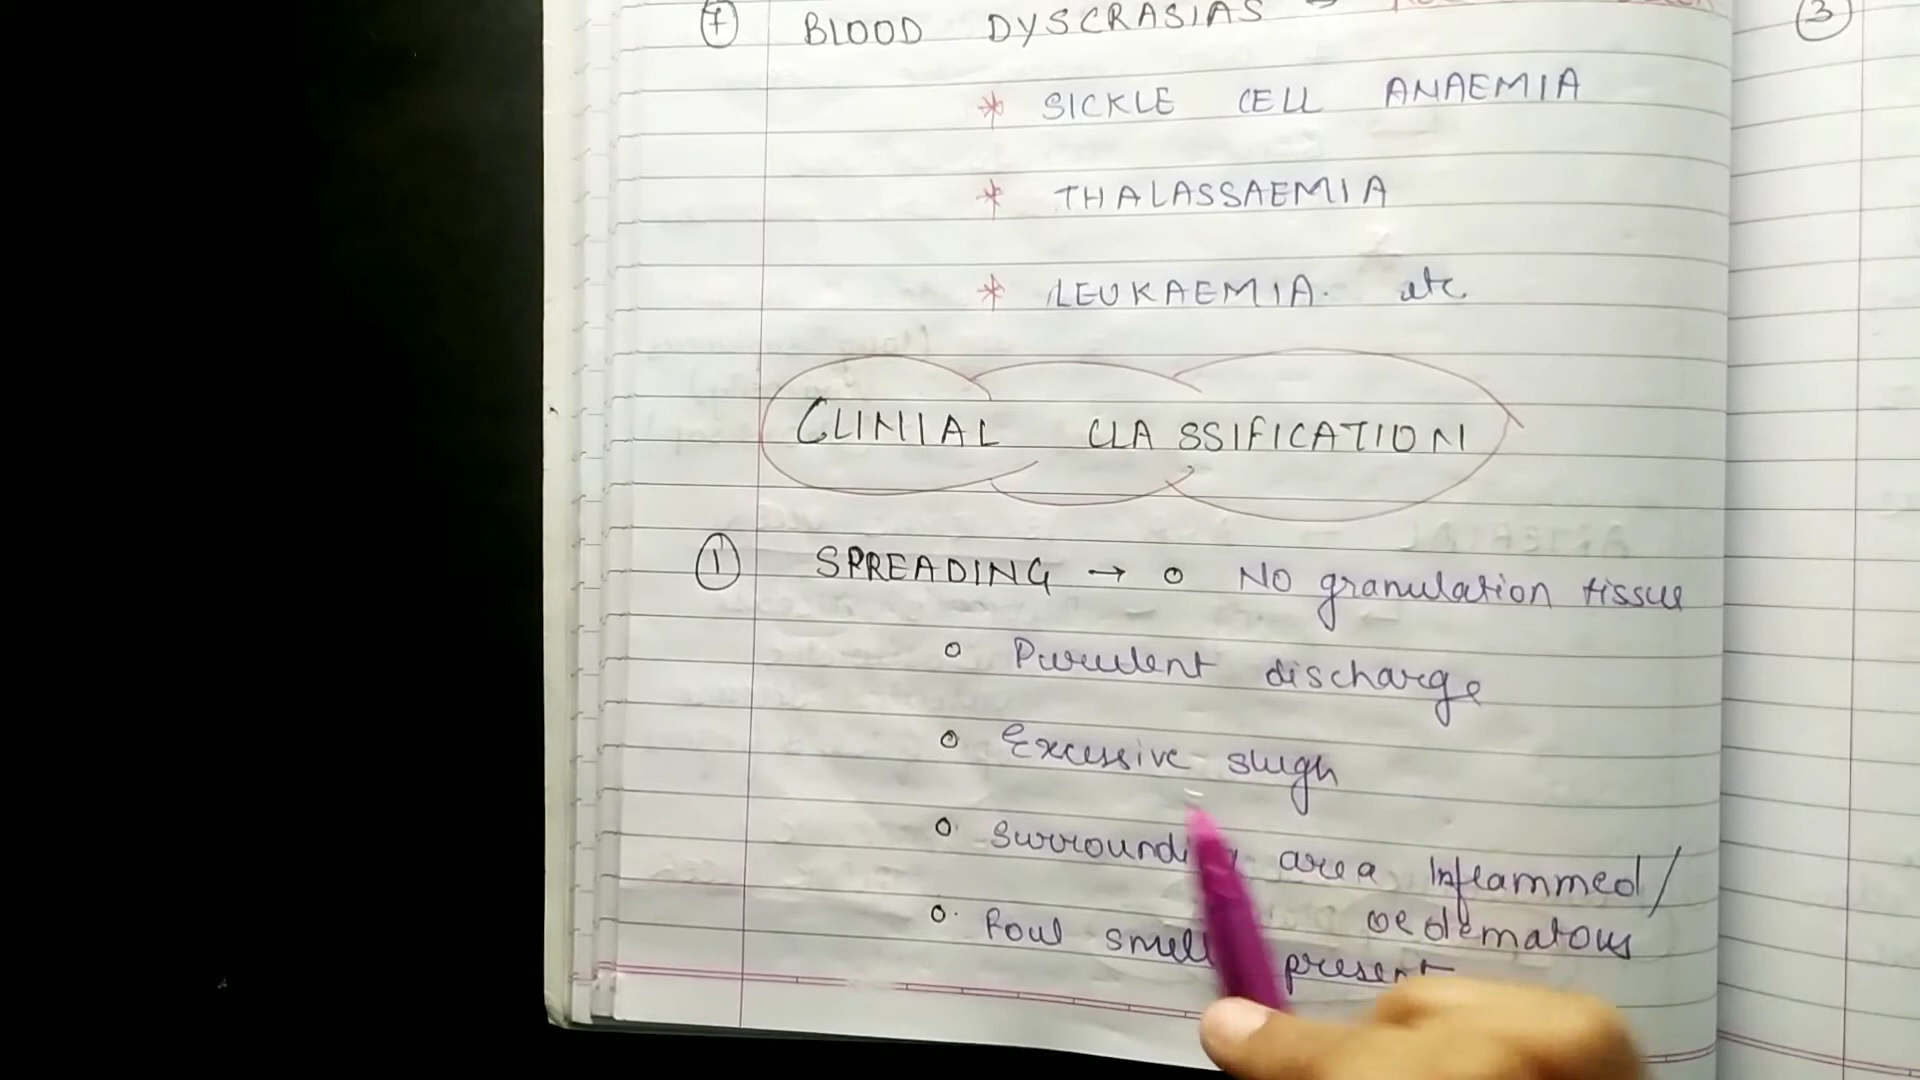 7 BLOOD DYSCRASIAS →
* SICKLE CELL ANAEMIA
* THALASSAEMIA
* LEUKAEMIA. etc
CLINIAL CLASSIFICATION
1 SPREADING → o No granulation tissue
o Purulent discharge
o Excessive slugh
o Surrounding area Inflammed/
oedematous
o Foul smell present
3